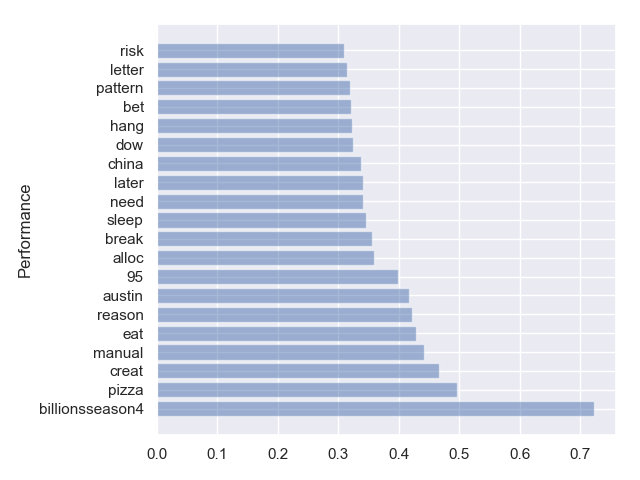 Performance
risk
letter
pattern
bet
hang
dow
china
later
need
sleep
break
alloc
95
austin
reason
eat
manual
creat
pizza
billionsseason4
0.0 0.1 0.2 0.3 0.4 0.5 0.6 0.7